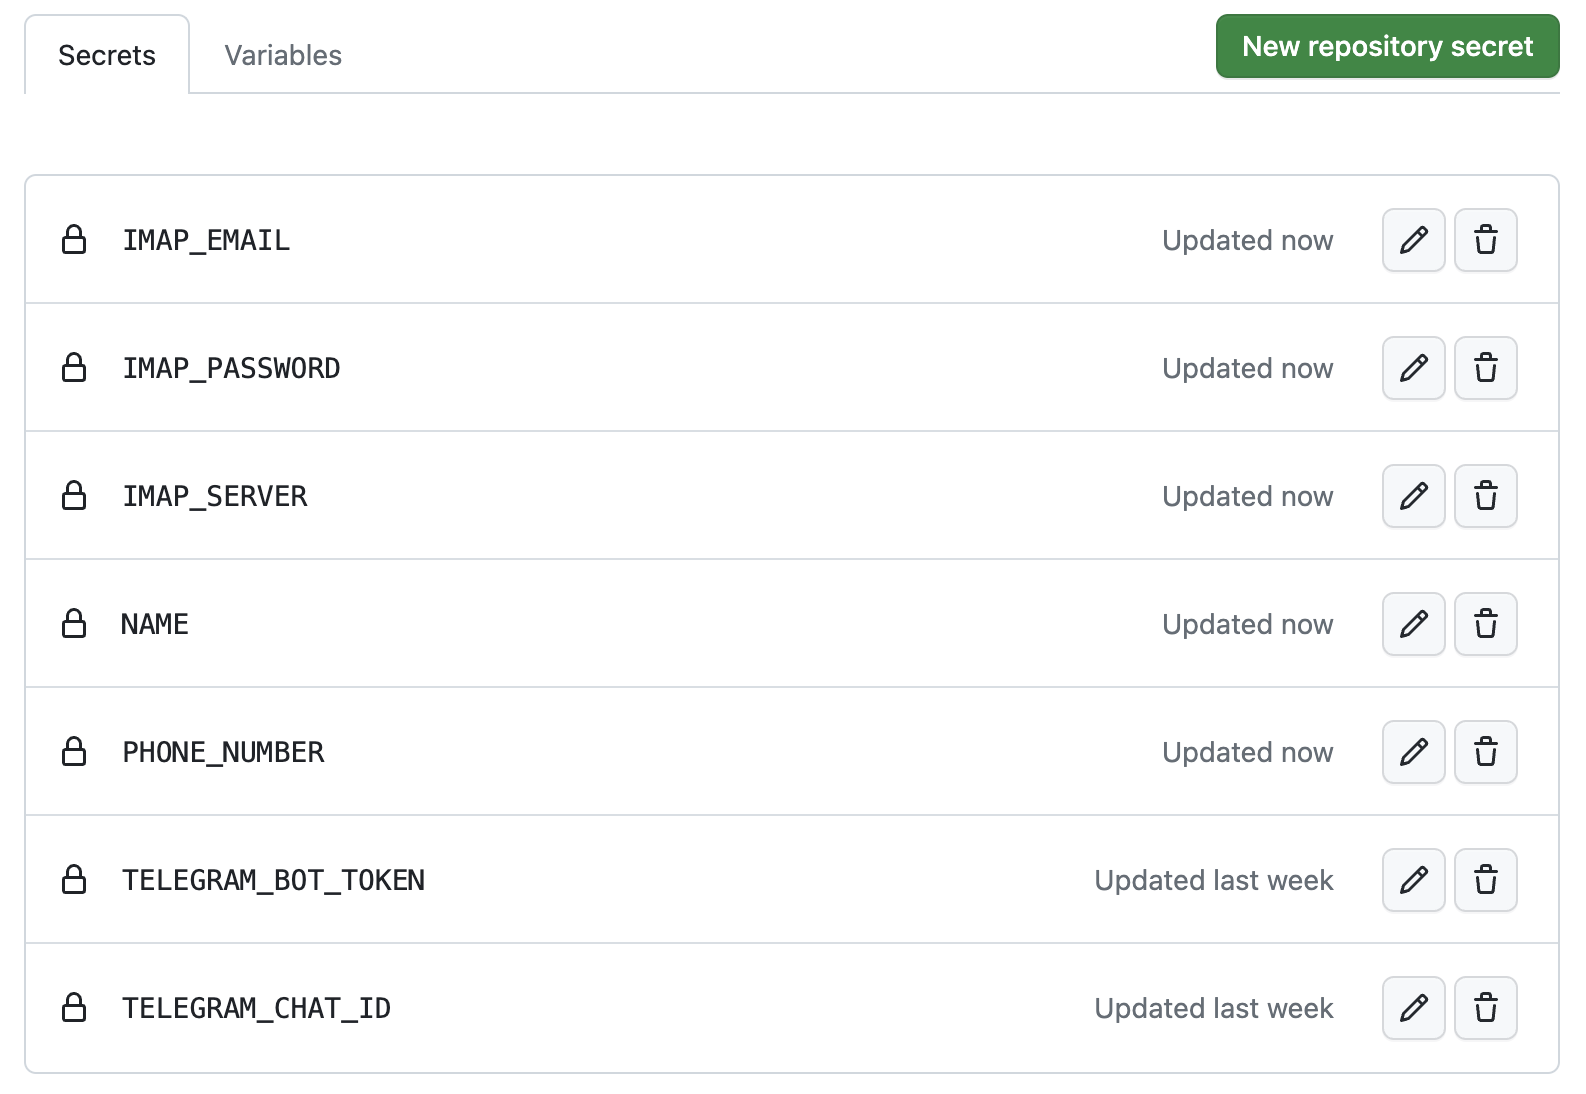 Secrets
Variables
New repository secret
IMAP_EMAIL
Updated now
IMAP_PASSWORD
Updated now
IMAP_SERVER
Updated now
NAME
Updated now
PHONE_NUMBER
Updated now
TELEGRAM_BOT_TOKEN
Updated last week
TELEGRAM_CHAT_ID
Updated last week